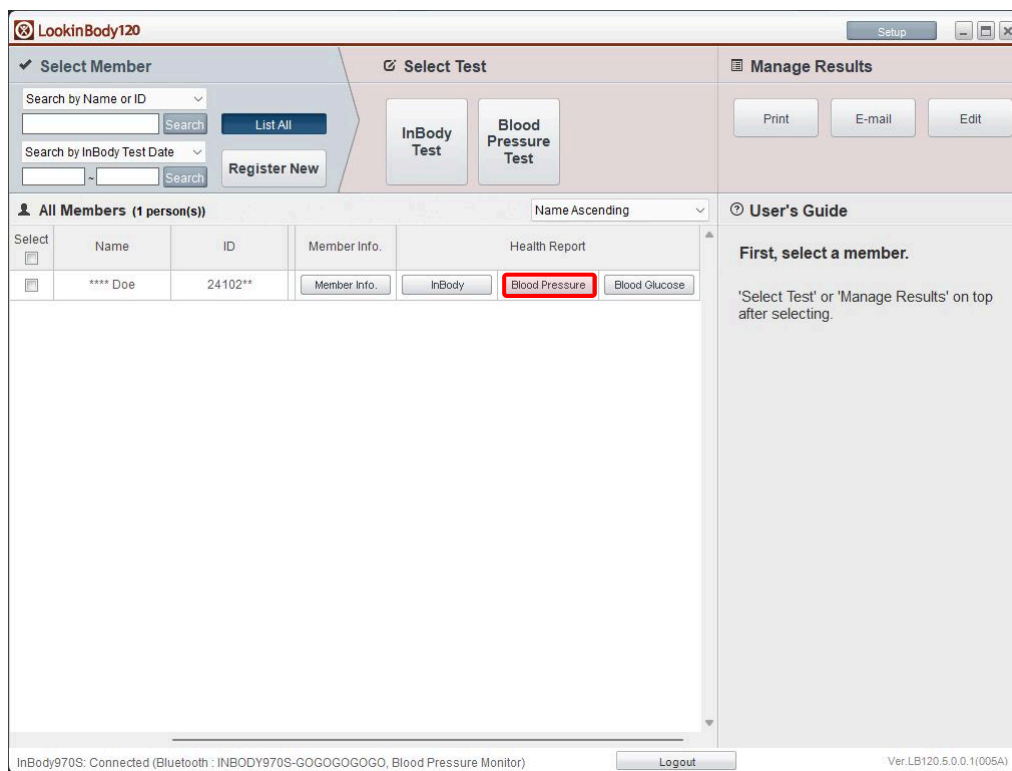 LookinBody120
Setup
Select Member
Select Test
Manage Results
Search by Name or ID
Search
List All
Search by InBody Test Date
~
Search
Register New
InBody
Test
Blood
Pressure
Test
Print
E-mail
Edit
All Members (1 person(s))
Name Ascending
User's Guide
Select
Name
ID
Member Info.
Health Report
**** Doe
24102**
Member Info.
InBody
Blood Pressure
Blood Glucose
First, select a member.
'Select Test' or 'Manage Results' on top
after selecting.
InBody970S: Connected (Bluetooth : INBODY970S-GOGOGOGOGO, Blood Pressure Monitor)
Logout
Ver.LB120.5.0.0.1(005A)